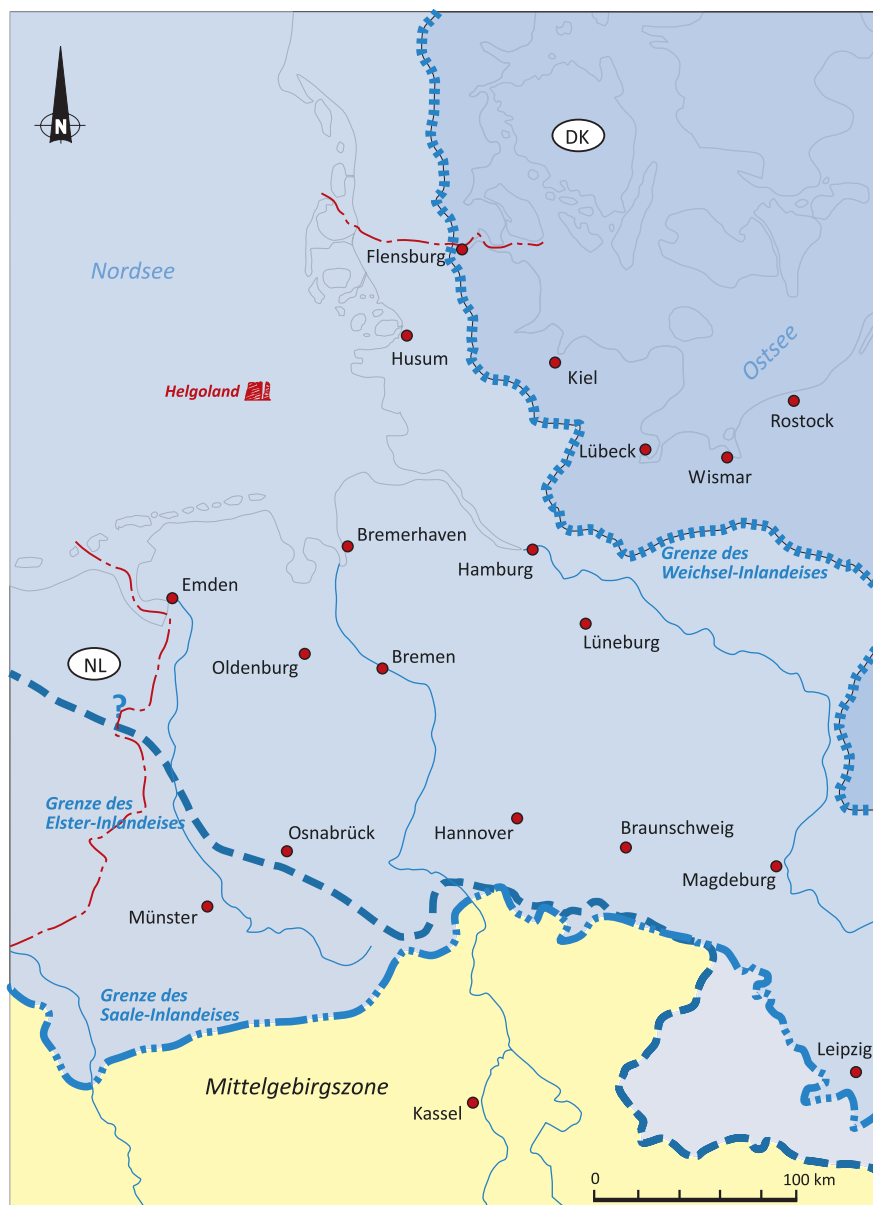 N
DK
Flensburg
Nordsee
Husum
Helgoland
Kiel
Ostsee
Rostock
Lübeck
Wismar
Bremerhaven
Hamburg
Grenze des
Weichsel-Inlandeises
Emden
Lüneburg
NL
Oldenburg
Bremen
?
Grenze des
Elster-Inlandeises
Osnabrück
Hannover
Braunschweig
Magdeburg
Münster
Grenze des
Saale-Inlandeises
Leipzig
Mittelgebirgszone
Kassel
0 100 km